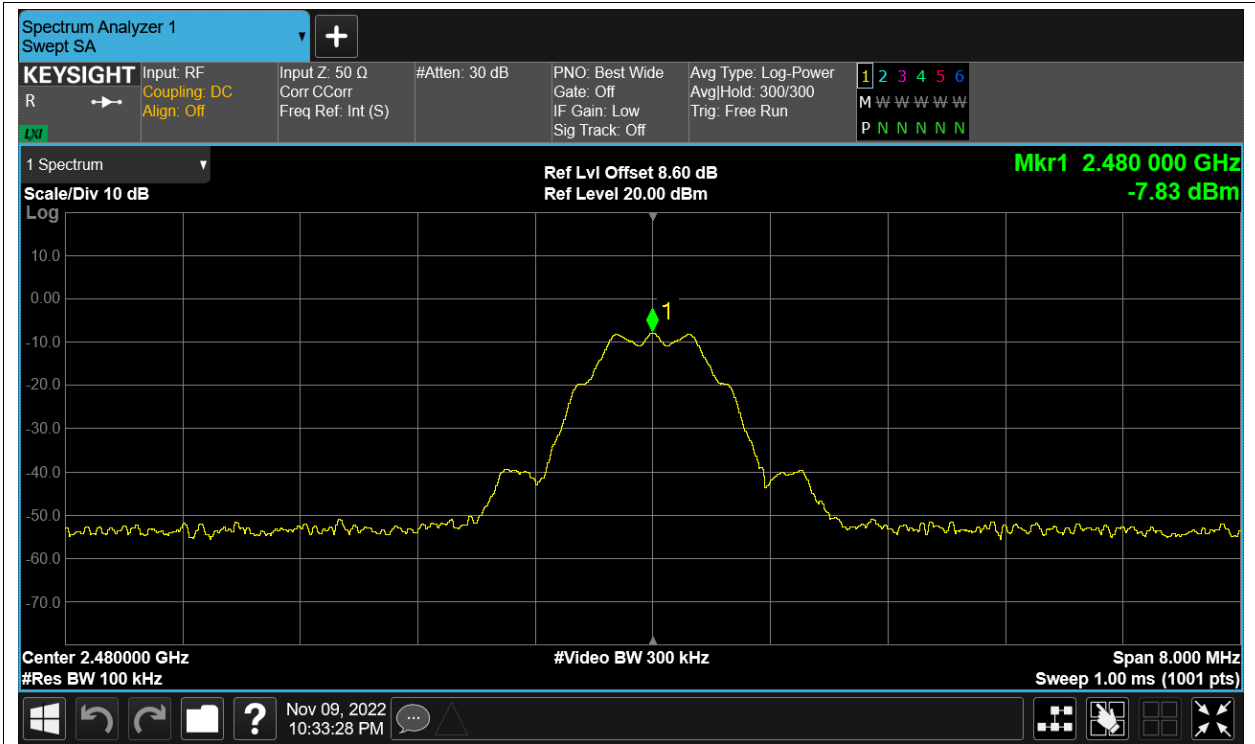 Spectrum Analyzer 1
Swept SA
KEYSIGHT
R
LXI
Input: RF
Coupling: DC
Align: Off
Input Z: 50 Ω
Corr CCorr
Freq Ref: Int (S)
#Atten: 30 dB
PNO: Best Wide
Gate: Off
IF Gain: Low
Sig Track: Off
Avg Type: Log-Power
Avg|Hold: 300/300
Trig: Free Run
1 2 3 4 5 6
M W W W W W
P N N N N N
1 Spectrum
Scale/Div 10 dB
Ref Lvl Offset 8.60 dB
Ref Level 20.00 dBm
Mkr1 2.480 000 GHz
-7.83 dBm
Log
10.0
0.00
-10.0
-20.0
-30.0
-40.0
-50.0
-60.0
-70.0
1
Center 2.480000 GHz
#Res BW 100 kHz
#Video BW 300 kHz
Span 8.000 MHz
Sweep 1.00 ms (1001 pts)
?
Nov 09, 2022
10:33:28 PM